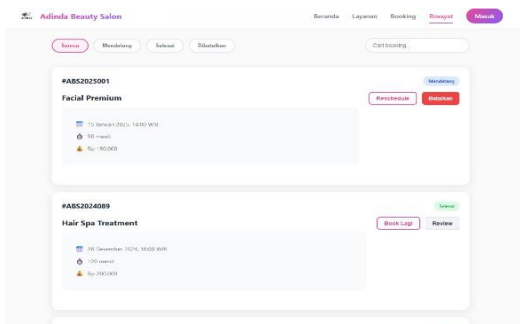 Adinda Beauty Salon
Beranda Layanan Booking Riwayat Masuk
Semua Mendatang Selesai Dibatalkan
Cari booking...
#ABS2025001
Mendatang
Facial Premium
Reschedule Batalkan
15 Januari 2025, 14:00 WIB
90 menit
Rp 150.000
#ABS2024089
Selesai
Hair Spa Treatment
Book Lagi Review
28 Desember 2024, WIB
120 menit
Rp 200.000